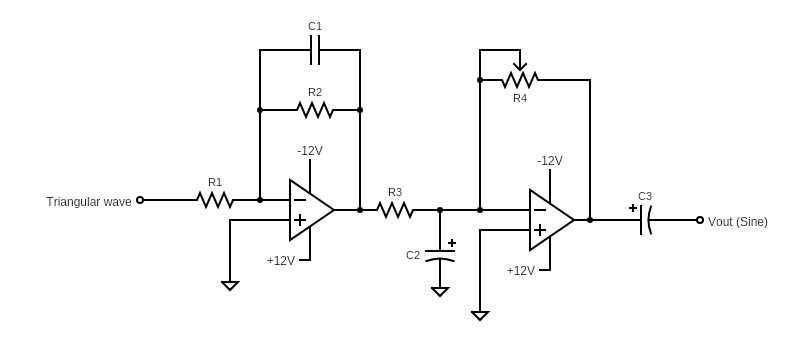 C1
R2
R4
-12V
-12V
R1
R3
C3
Triangular wave
Vout (Sine)
C2
+12V
+12V